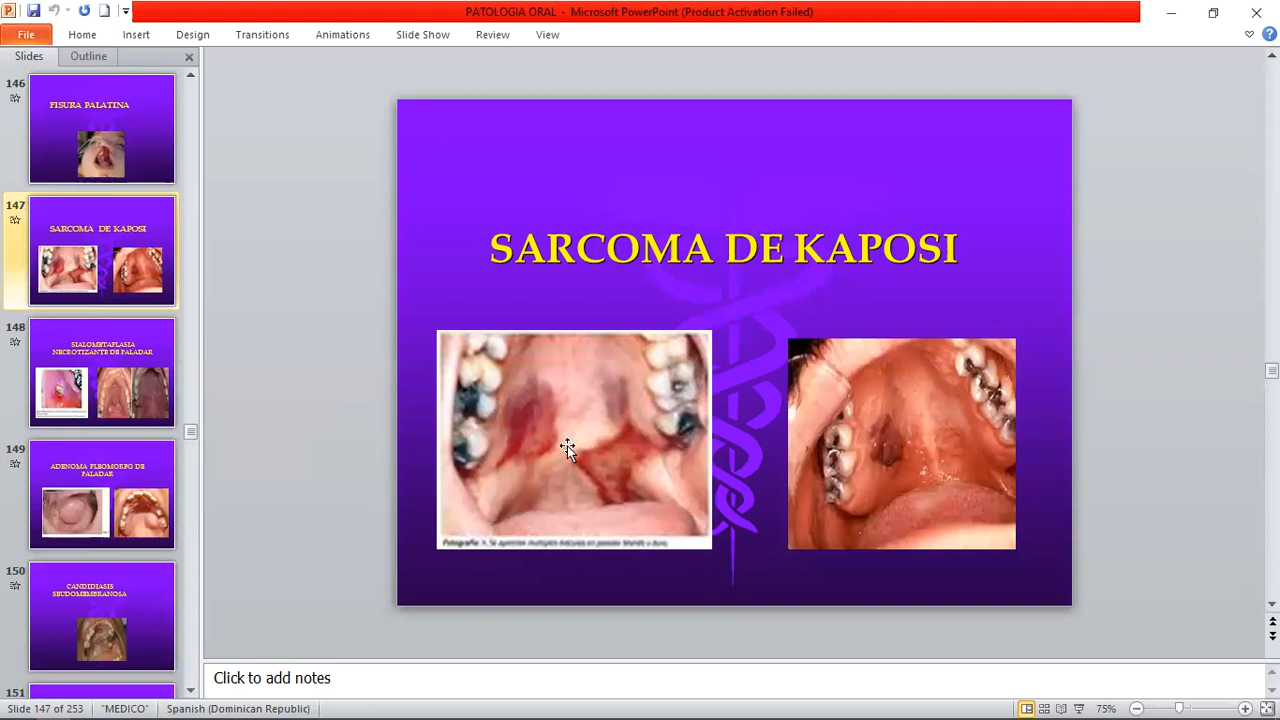 PATOLOGIA ORAL - Microsoft PowerPoint (Product Activation Failed)
File Home Insert Design Transitions Animations Slide Show Review View
Slides Outline
146
FISURA PALATINA
147
SARCOMA DE KAPOSI
148
SIALOMETAPLASIA
NECROTIZANTE DE PALADAR
149
ADENOMA PLEOMORFO DE
PALADAR
150
CANDIDIASIS
SEUDOMEMBRANOSA
151
SARCOMA DE KAPOSI
Click to add notes
Slide 147 of 253 "MEDICO" Spanish (Dominican Republic) 75%